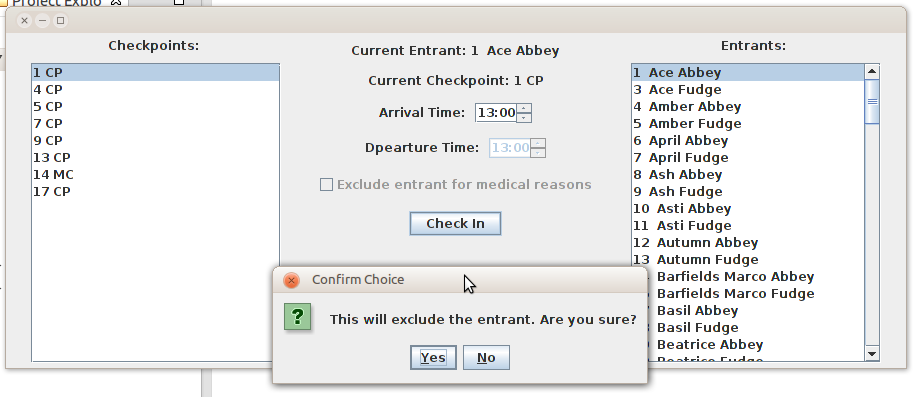 Project Explo
Checkpoints:
1 CP
4 CP
5 CP
7 CP
9 CP
13 CP
14 MC
17 CP
Current Entrant: 1 Ace Abbey
Current Checkpoint: 1 CP
Arrival Time: 13:00
Dpearture Time: 13:00
Exclude entrant for medical reasons
Check In
Entrants:
1 Ace Abbey
3 Ace Fudge
4 Amber Abbey
5 Amber Fudge
6 April Abbey
7 April Fudge
8 Ash Abbey
9 Ash Fudge
10 Asti Abbey
11 Asti Fudge
12 Autumn Abbey
13 Autumn Fudge
Barfields Marco Abbey
Barfields Marco Fudge
Basil Abbey
Basil Fudge
Beatrice Abbey
Beatrice Fudge
Confirm Choice
This will exclude the entrant. Are you sure?
Yes
No